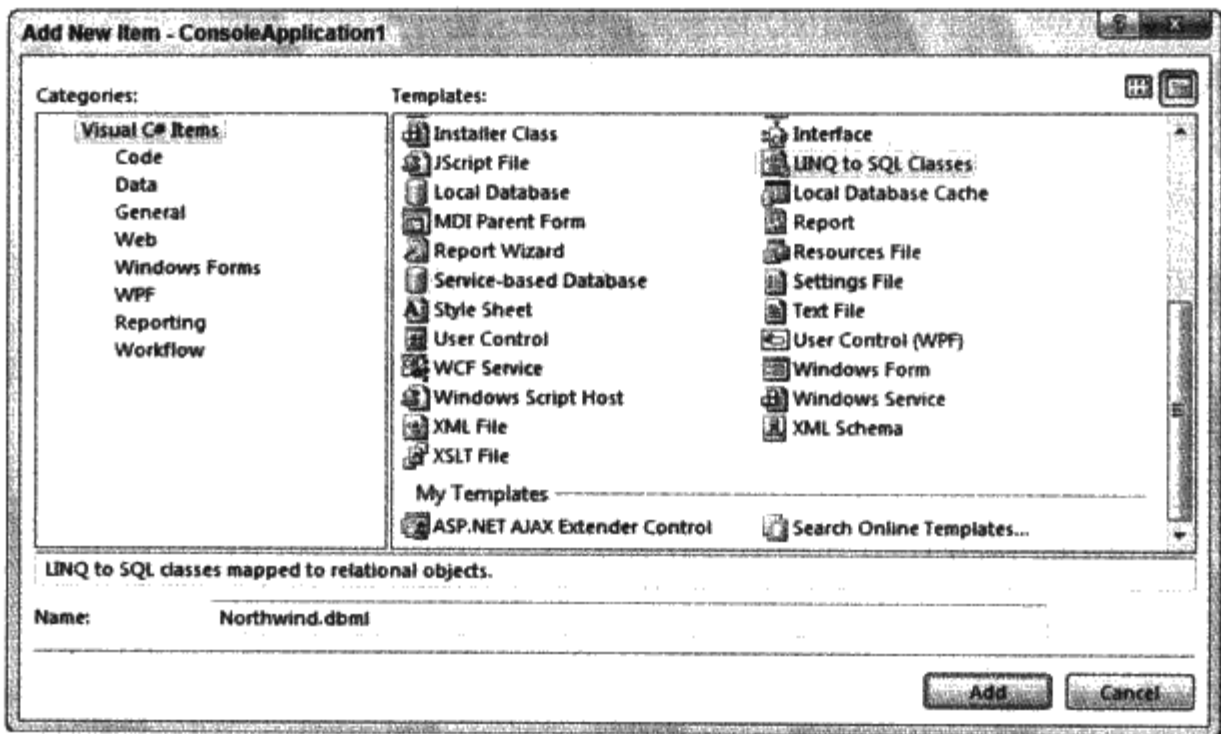 Add New Item - ConsoleApplication1
Categories:
Templates:
Visual C# Items
Code
Data
General
Web
Windows Forms
WPF
Reporting
Workflow
Installer Class
Interface
JScript File
LINQ to SQL Classes
Local Database
Local Database Cache
MDI Parent Form
Report
Report Wizard
Resources File
Service-based Database
Settings File
Style Sheet
Text File
User Control
User Control (WPF)
WCF Service
Windows Form
Windows Script Host
Windows Service
XML File
XML Schema
XSLT File
My Templates
ASP.NET AJAX Extender Control
Search Online Templates...
LINQ to SQL classes mapped to relational objects.
Name:
Northwind.dbml
Add
Cancel